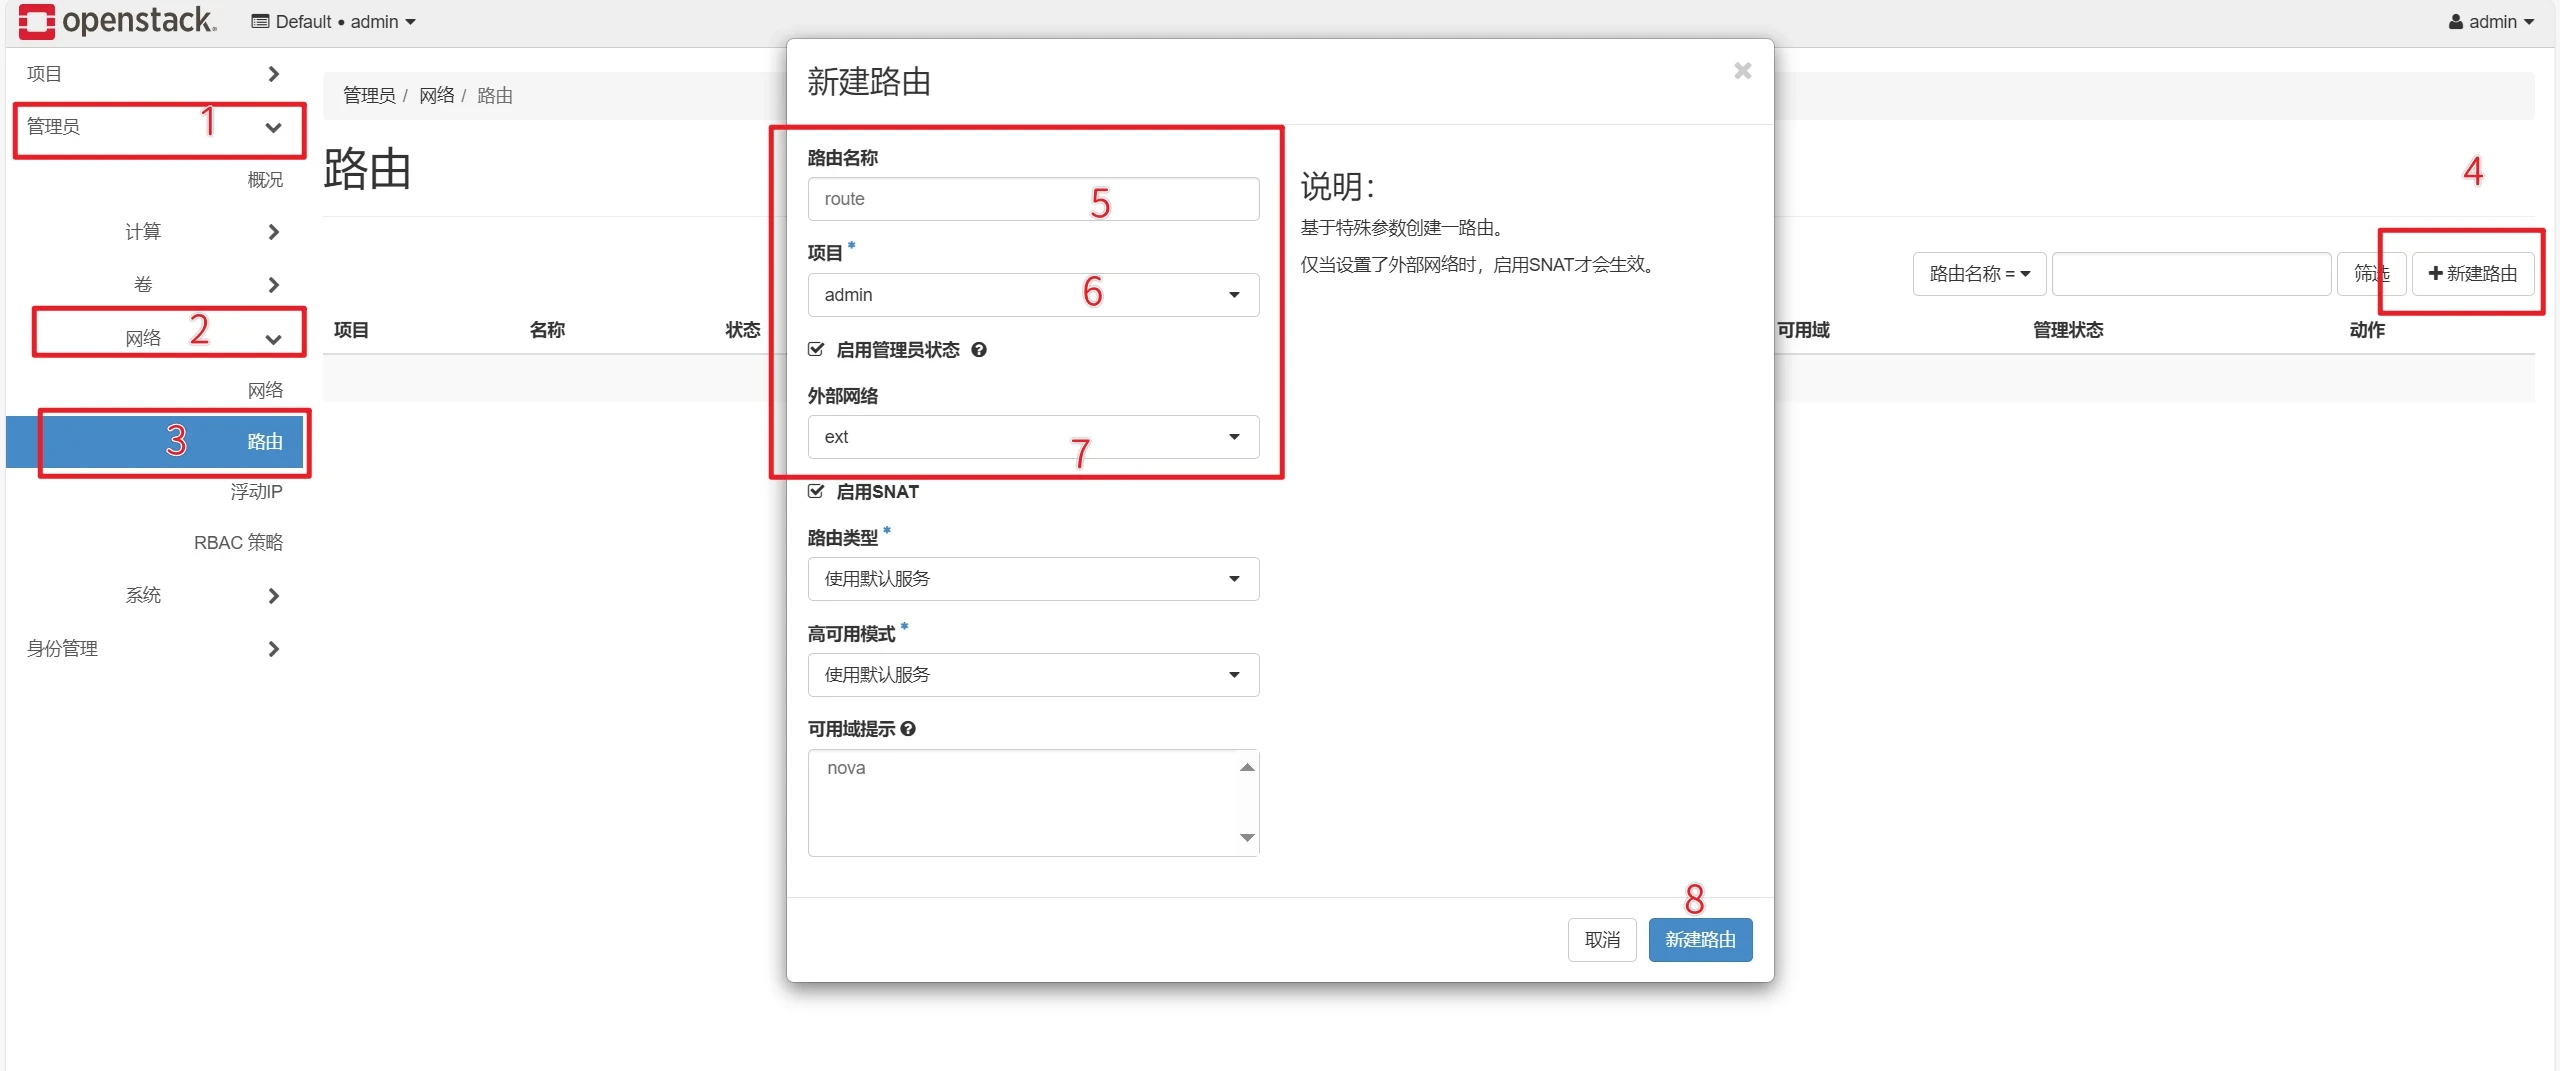 openstack.
Default • admin
admin
项目
管理员
1
概况
计算
卷
网络
2
网络
路由
3
浮动IP
RBAC 策略
系统
身份管理
管理员 / 网络 / 路由
路由
4
路由名称 =
筛选
新建路由
项目 名称 状态 可用域 管理状态 动作
新建路由
×
路由名称
route
5
项目 *
admin
6
启用管理员状态
外部网络
ext
7
启用SNAT
路由类型 *
使用默认服务
高可用模式 *
使用默认服务
可用域提示
nova
说明：
基于特殊参数创建一路由。
仅当设置了外部网络时，启用SNAT才会生效。
8
取消
新建路由